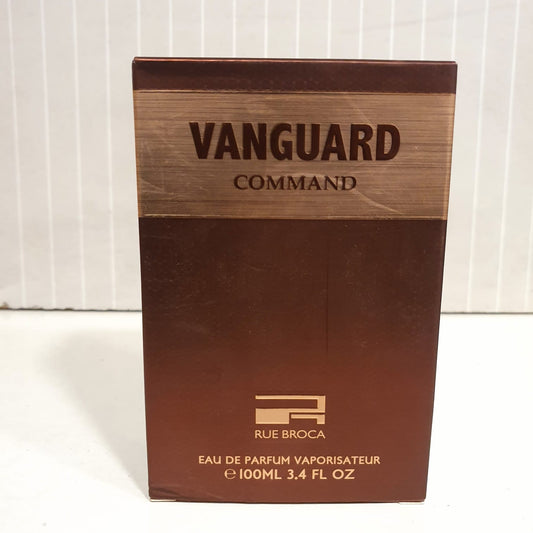 VANGUARD
COMMAND
RUE BROCA
EAU DE PARFUM VAPORISATEUR
℮100ML 3.4 FL OZ